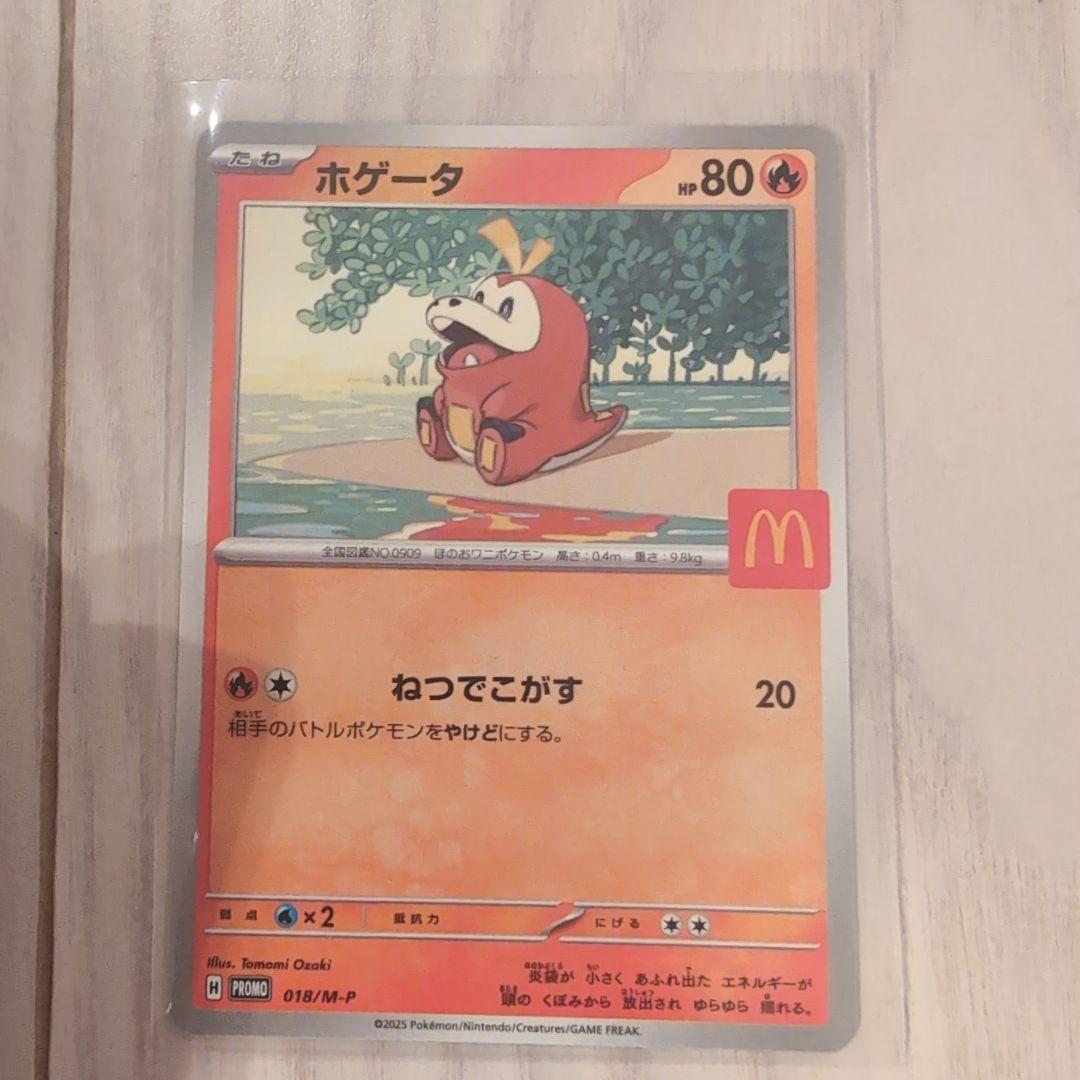 たね ホゲータ HP80
M
全国図鑑NO.0909 ほのおワニポケモン 高さ:0.4m 重さ:9.8kg
ねつでこがす 20
相手のバトルポケモンをやけどにする。
弱点 ×2 抵抗力 にげる
Illus. Tomomi Ozaki
炎袋が 小さく あふれ出た エネルギーが
頭の くぼみから 放出され ゆらゆら 揺れる。
H PROMO 018/M-P
©2025 Pokémon/Nintendo/Creatures/GAME FREAK.